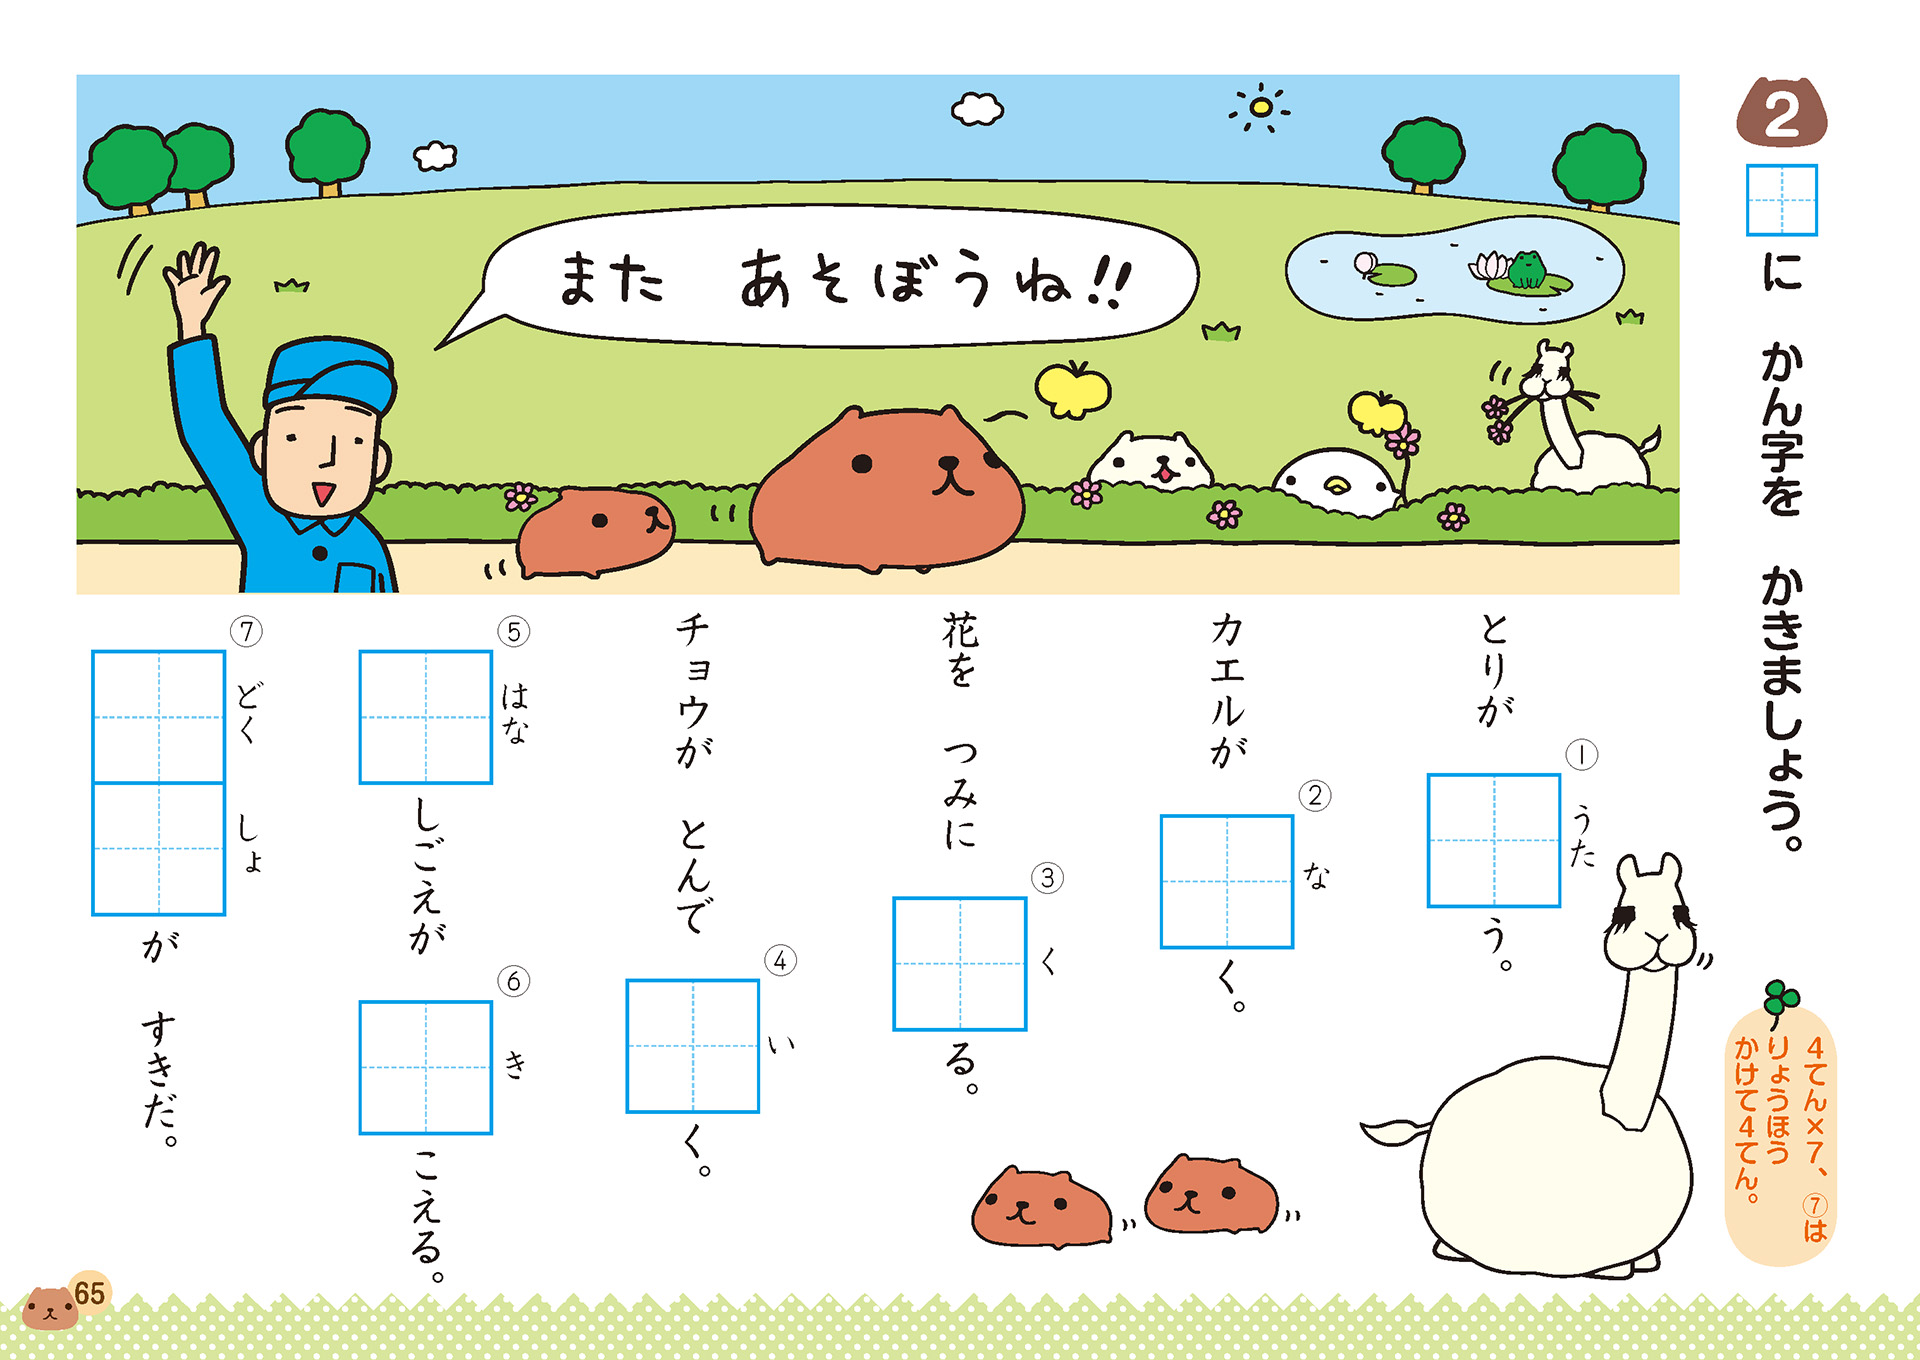 2
□に かん字を かきましょう。
4てん×7、⑦は
りょうほう
かけて4てん。
また あそぼうね!!
とりが ①うた う。
カエルが ②な く。
花を つみに ③く る。
チョウが とんで ④い く。
⑤はな しごえが ⑥き こえる。
⑦どく しょ が すきだ。
65